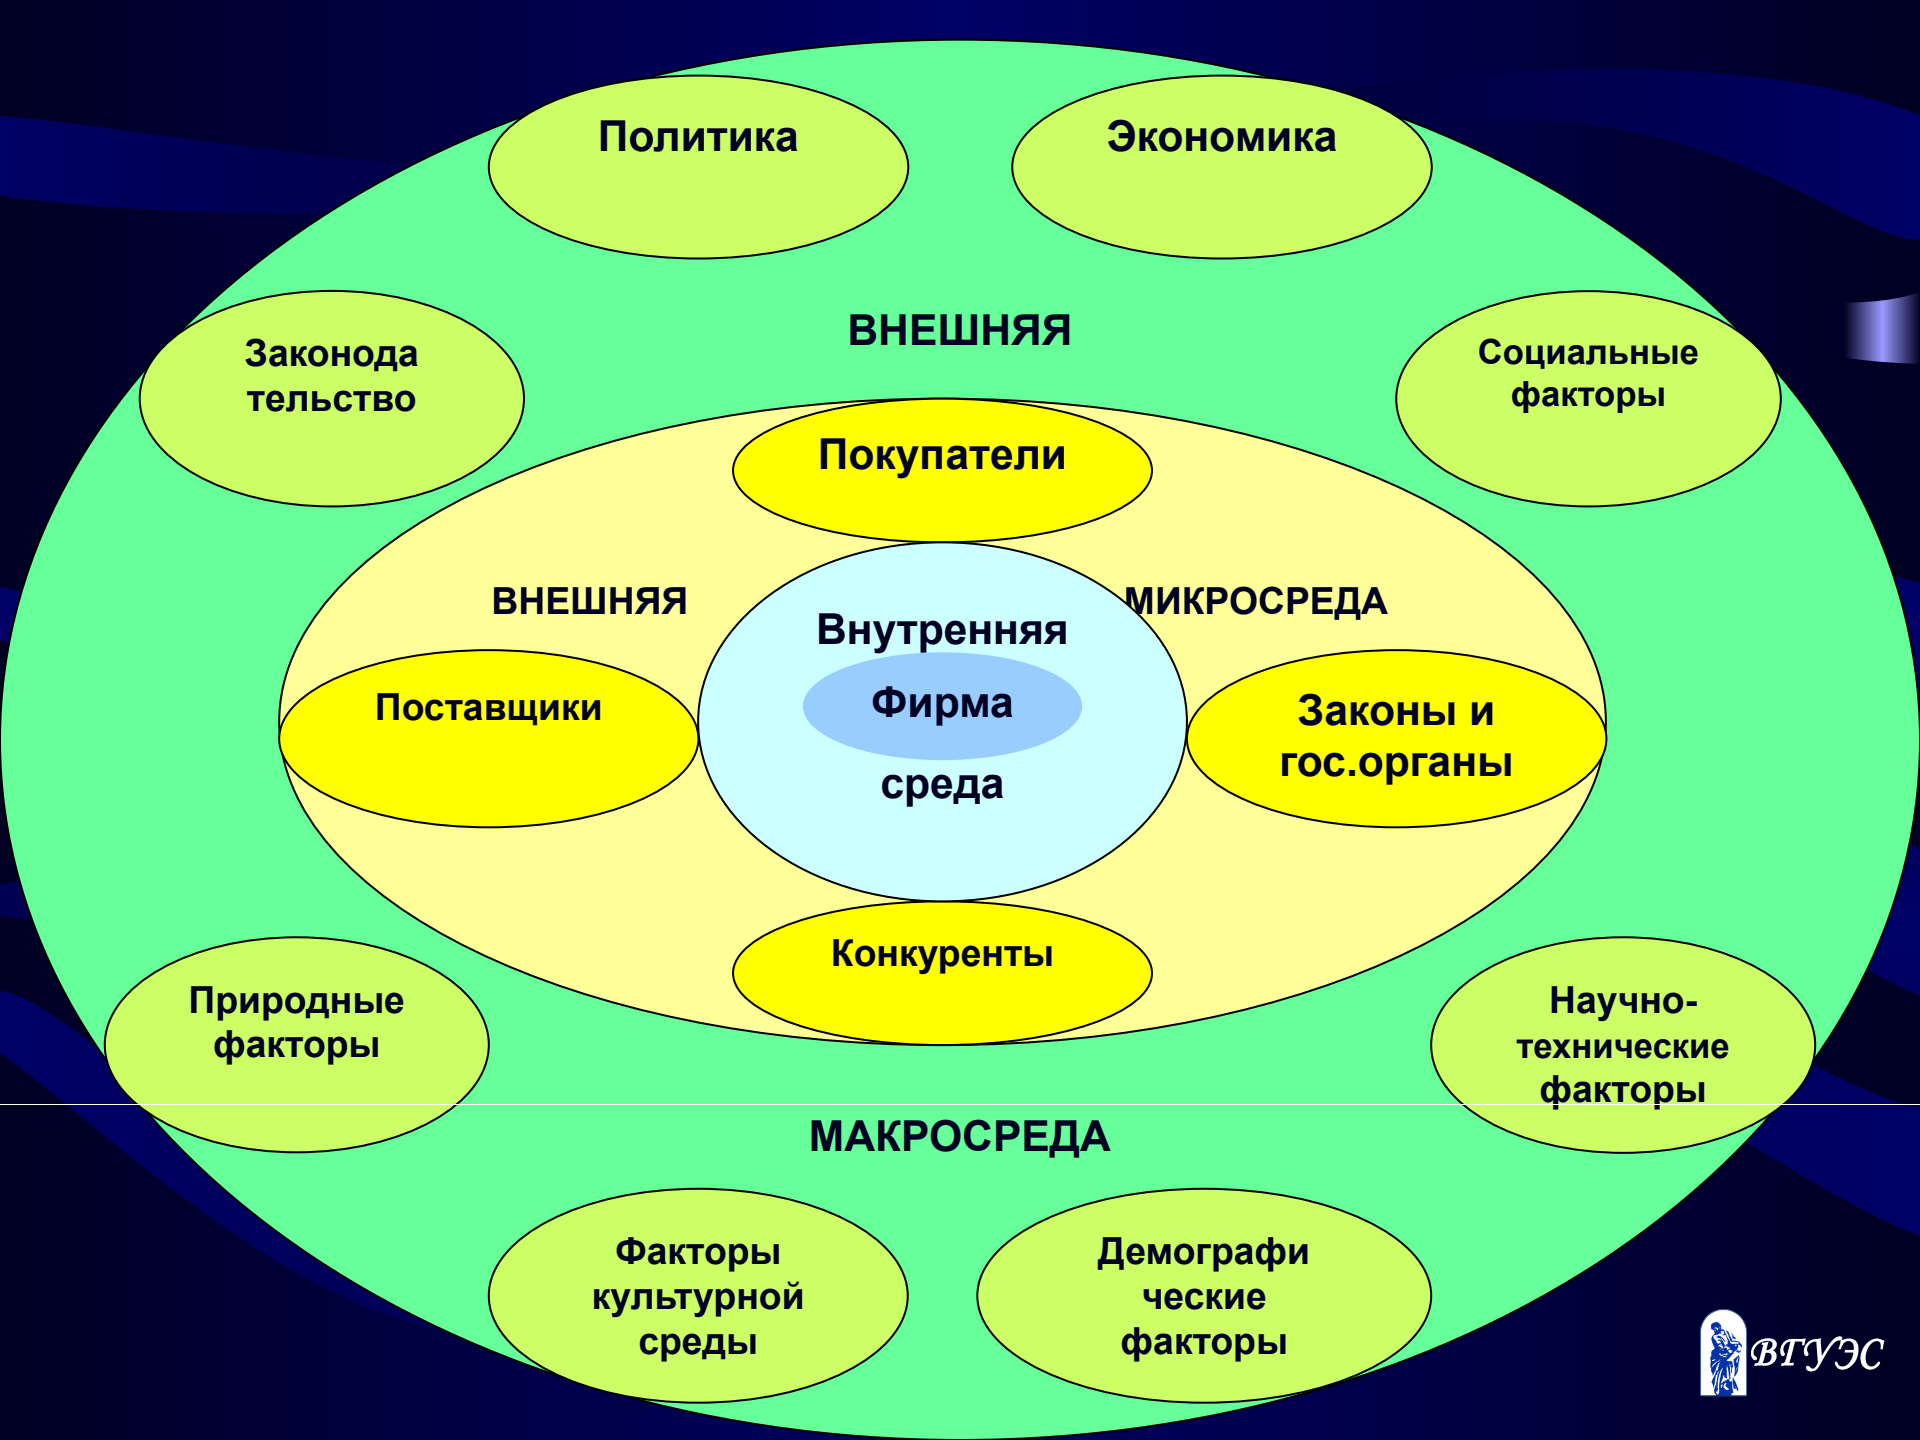 Политика
Экономика
ВНЕШНЯЯ
Законода
тельство
Социальные
факторы
Покупатели
ВНЕШНЯЯ
МИКРОСРЕДА
Внутренняя
Фирма
среда
Поставщики
Законы и
гос.органы
Конкуренты
Природные
факторы
Научно-
технические
факторы
МАКРОСРЕДА
Факторы
культурной
среды
Демографи
ческие
факторы
ВГУЭС